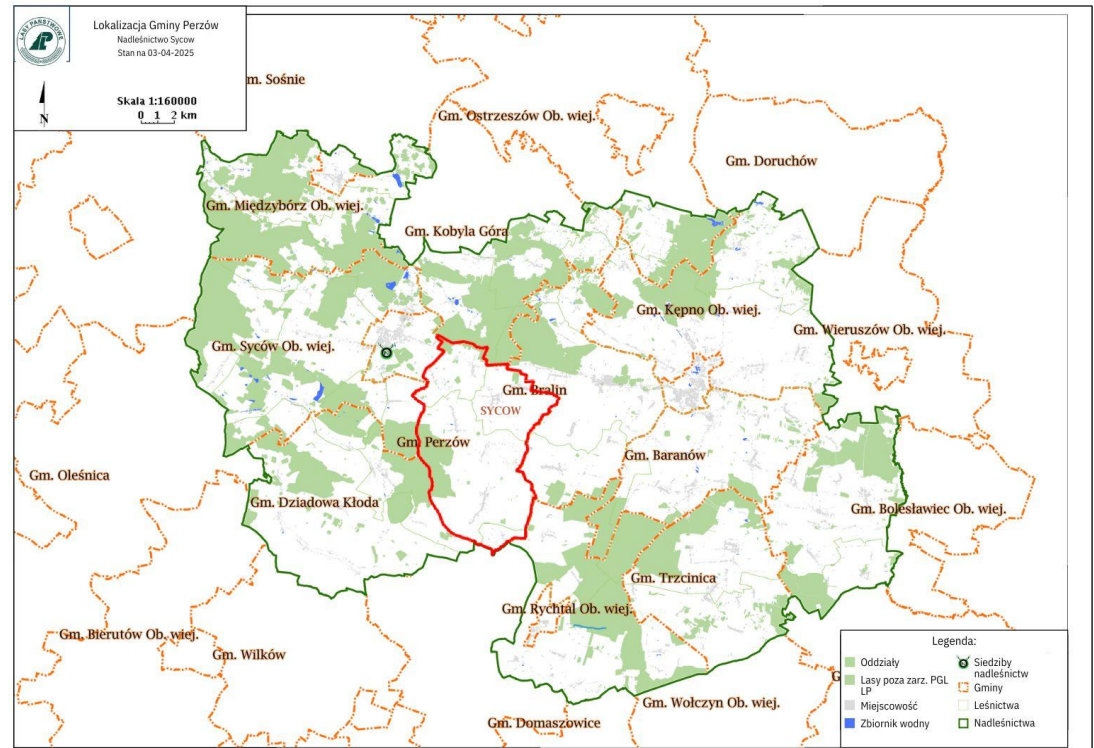 LASY PAŃSTWOWE
Lokalizacja Gminy Perzów
Nadleśnictwo Sycow
Stan na 03-04-2025
N
Skala 1:160000
0 1 2 km
m. Sośnie
Gm. Ostrzeszów Ob. wiej.
Gm. Doruchów
Gm. Międzybórz Ob. wiej.
Gm. Kobyla Góra
Gm. Kępno Ob. wiej.
Gm. Wieruszów Ob. wiej.
Gm. Syców Ob. wiej.
Gm. Bralin
SYCOW
Gm. Perzów
Gm. Baranów
Gm. Oleśnica
Gm. Dziadowa Kłoda
Gm. Bolesławiec Ob. wiej.
Gm. Trzcinica
Gm. Rychtal Ob. wiej.
Gm. Bierutów Ob. wiej.
Gm. Wilków
Gm. Wołczyn Ob. wiej.
Gm. Domaszowice
G
Legenda:
Oddziały
Lasy poza zarz. PGL
LP
Miejscowość
Zbiornik wodny
Siedziby
nadleśnictw
Gminy
Leśnictwa
Nadleśnictwa